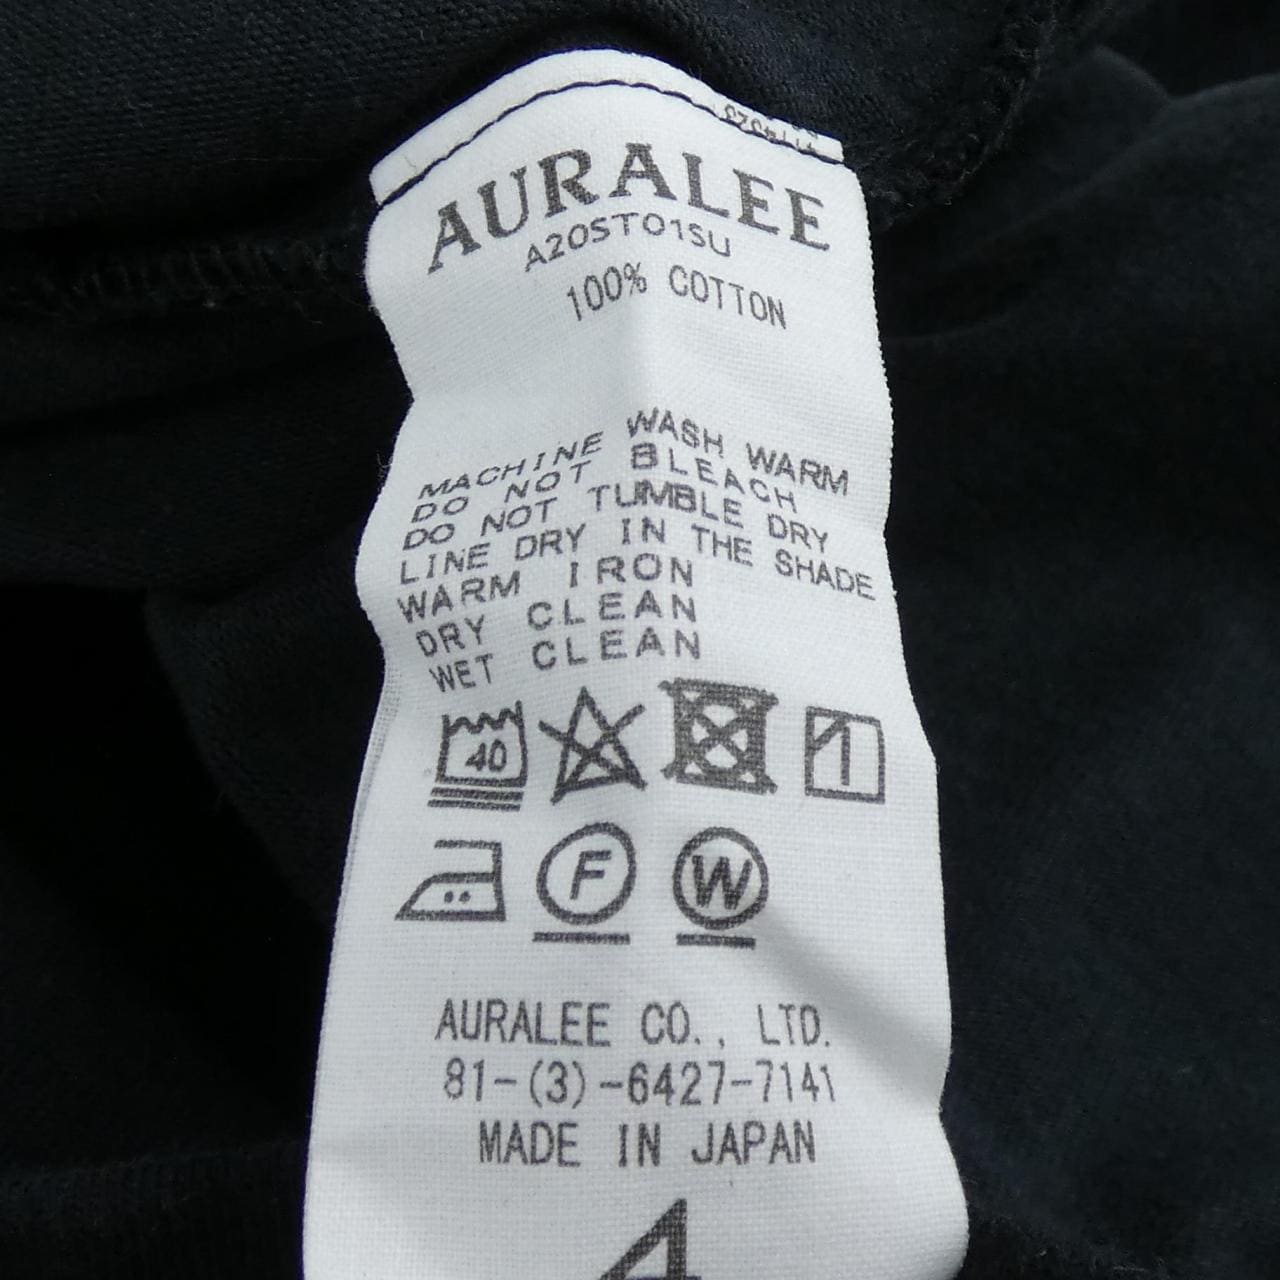 AURALEE
A20ST01SU
100% COTTON
MACHINE WASH WARM
DO NOT BLEACH
DO NOT TUMBLE DRY
LINE DRY IN THE SHADE
WARM IRON
DRY CLEAN
WET CLEAN
40
F
W
AURALEE CO., LTD.
81-(3)-6427-7141
MADE IN JAPAN
4